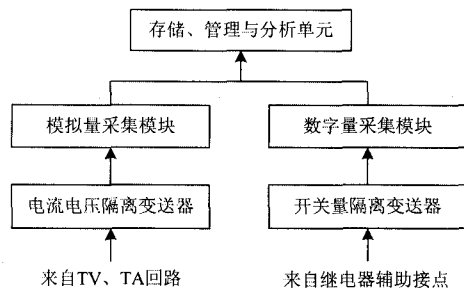 存储、管理与分析单元
模拟量采集模块
数字量采集模块
电流电压隔离变送器
开关量隔离变送器
来自TV、TA回路
来自继电器辅助接点